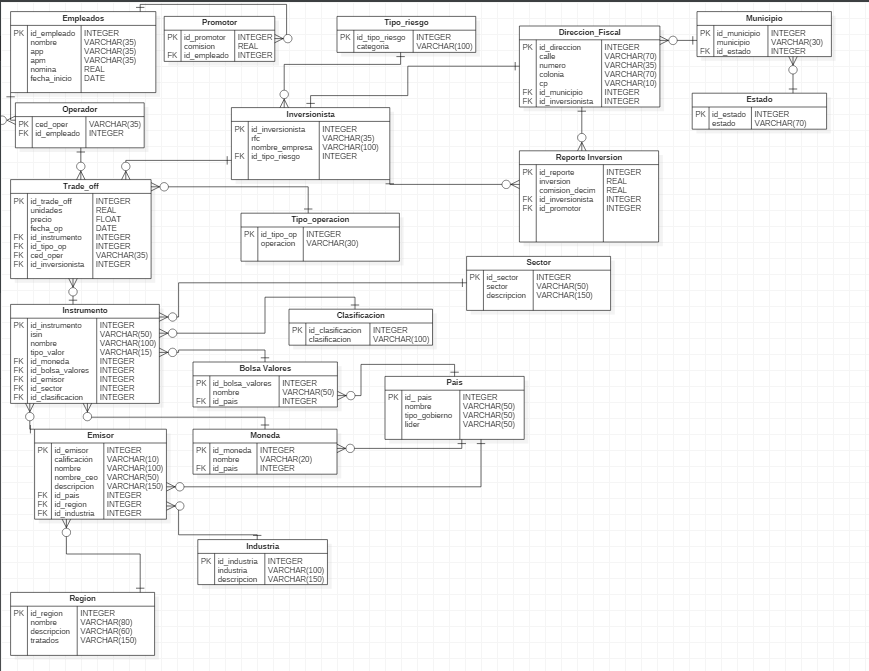 Empleados
PK id_empleado INTEGER
nombre VARCHAR(35)
app VARCHAR(35)
apm VARCHAR(35)
nomina REAL
fecha_inicio DATE
Promotor
PK id_promotor INTEGER
comision REAL
FK id_empleado INTEGER
Tipo_riesgo
PK id_tipo_riesgo INTEGER
categoria VARCHAR(100)
Direccion_Fiscal
PK id_direccion INTEGER
calle VARCHAR(70)
numero VARCHAR(35)
colonia VARCHAR(70)
cp VARCHAR(10)
FK id_municipio INTEGER
FK id_inversionista INTEGER
Municipio
PK id_municipio INTEGER
municipio VARCHAR(30)
FK id_estado INTEGER
Estado
PK id_estado INTEGER
estado VARCHAR(70)
Operador
PK ced_oper VARCHAR(35)
FK id_empleado INTEGER
Inversionista
PK id_inversionista INTEGER
rfc VARCHAR(35)
nombre_empresa VARCHAR(100)
FK id_tipo_riesgo INTEGER
Reporte Inversion
PK id_reporte INTEGER
inversion REAL
comision_decim REAL
FK id_inversionista INTEGER
FK id_promotor INTEGER
Trade_off
PK id_trade_off INTEGER
unidades REAL
precio FLOAT
fecha_op DATE
FK id_instrumento INTEGER
FK id_tipo_op INTEGER
FK ced_oper VARCHAR(35)
FK id_inversionista INTEGER
Tipo_operacion
PK id_tipo_op INTEGER
operacion VARCHAR(30)
Sector
PK id_sector INTEGER
sector VARCHAR(50)
descripcion VARCHAR(150)
Instrumento
PK id_instrumento INTEGER
isin VARCHAR(50)
nombre VARCHAR(100)
tipo_valor VARCHAR(15)
FK id_moneda INTEGER
FK id_bolsa_valores INTEGER
FK id_emisor INTEGER
FK id_sector INTEGER
FK id_clasificacion INTEGER
Clasificacion
PK id_clasificacion INTEGER
clasificacion VARCHAR(100)
Bolsa Valores
PK id_bolsa_valores INTEGER
nombre VARCHAR(50)
FK id_pais INTEGER
Pais
PK id_ pais INTEGER
nombre VARCHAR(50)
tipo_gobierno VARCHAR(50)
lider VARCHAR(50)
Emisor
PK id_emisor INTEGER
calificación VARCHAR(10)
nombre VARCHAR(100)
nombre_ceo VARCHAR(50)
descripcion VARCHAR(150)
FK id_pais INTEGER
FK id_region INTEGER
FK id_industria INTEGER
Moneda
PK id_moneda INTEGER
nombre VARCHAR(20)
FK id_pais INTEGER
Industria
PK id_industria INTEGER
industria VARCHAR(100)
descripcion VARCHAR(150)
Region
PK id_region INTEGER
nombre VARCHAR(80)
descripcion VARCHAR(60)
tratados VARCHAR(150)